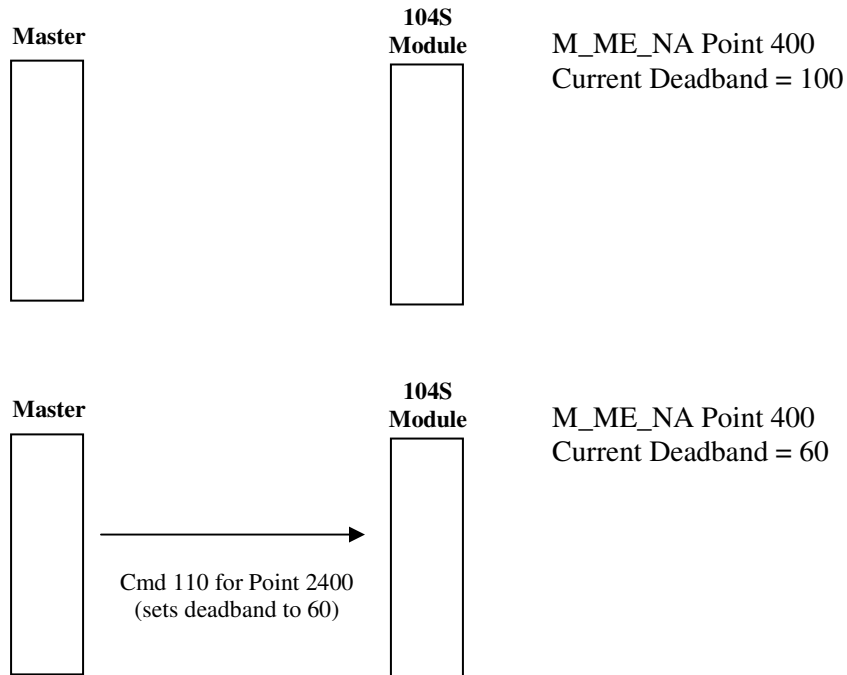 Master
104S
Module
M_ME_NA Point 400
Current Deadband = 100
Master
104S
Module
M_ME_NA Point 400
Current Deadband = 60
Cmd 110 for Point 2400
(sets deadband to 60)